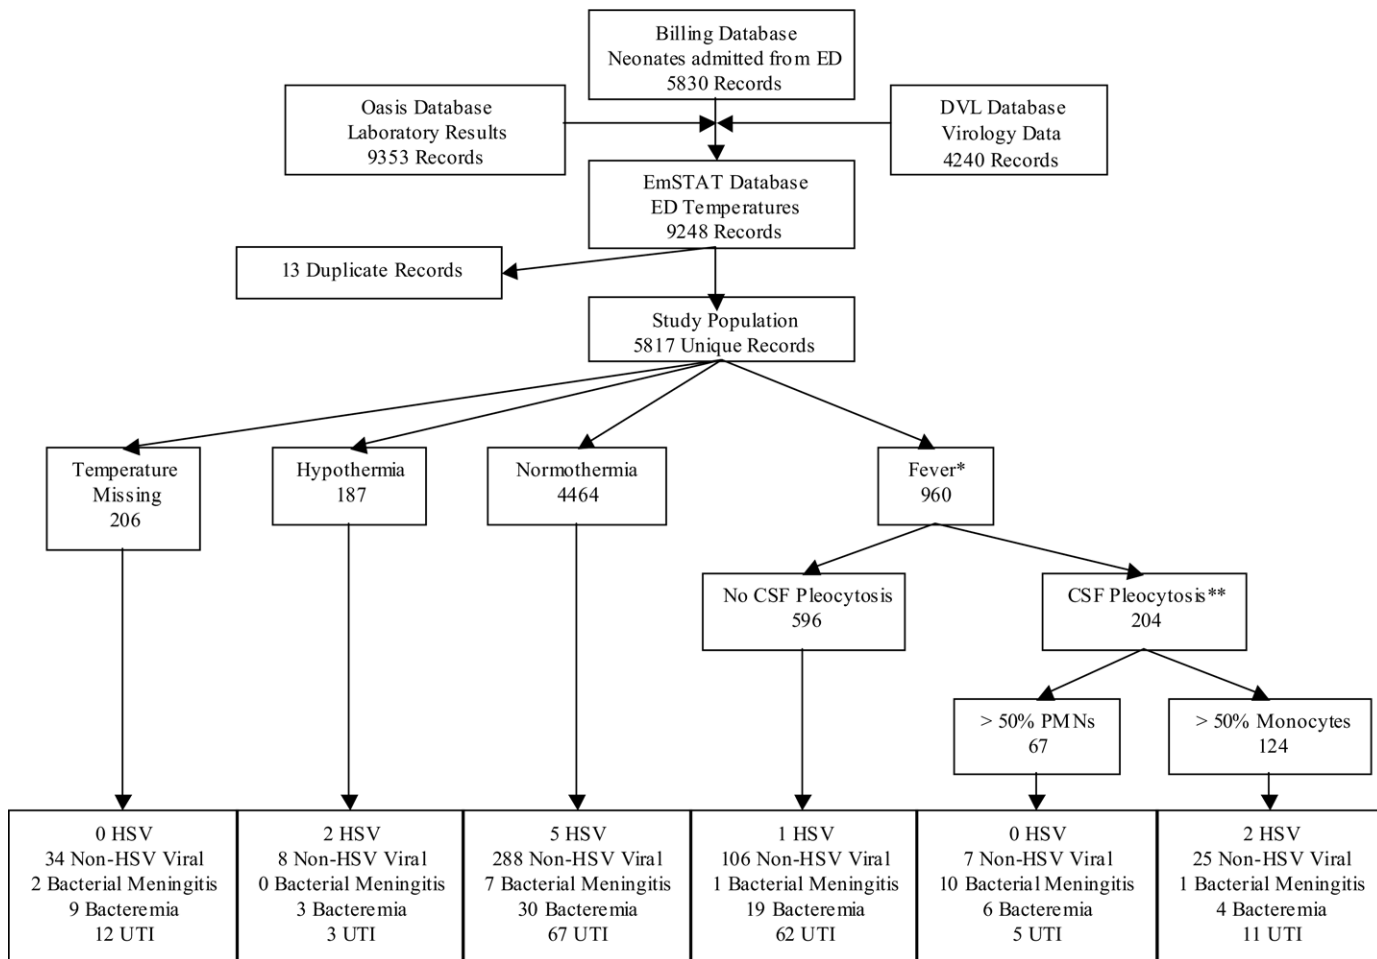 Billing Database
Neonates admitted from ED
5830 Records
Oasis Database
Laboratory Results
9353 Records
DVL Database
Virology Data
4240 Records
EmSTAT Database
ED Temperatures
9248 Records
13 Duplicate Records
Study Population
5817 Unique Records
Temperature
Missing
206
Hypothermia
187
Normothermia
4464
Fever*
960
No CSF Pleocytosis
596
CSF Pleocytosis**
204
> 50% PMNs
67
> 50% Monocytes
124
0 HSV
34 Non-HSV Viral
2 Bacterial Meningitis
9 Bacteremia
12 UTI
2 HSV
8 Non-HSV Viral
0 Bacterial Meningitis
3 Bacteremia
3 UTI
5 HSV
288 Non-HSV Viral
7 Bacterial Meningitis
30 Bacteremia
67 UTI
1 HSV
106 Non-HSV Viral
1 Bacterial Meningitis
19 Bacteremia
62 UTI
0 HSV
7 Non-HSV Viral
10 Bacterial Meningitis
6 Bacteremia
5 UTI
2 HSV
25 Non-HSV Viral
1 Bacterial Meningitis
4 Bacteremia
11 UTI